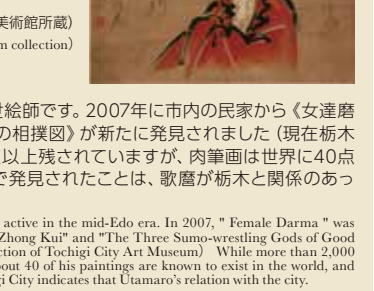 美術館所蔵）
m collection）
世絵師です。2007年に市内の民家から《女達磨
の相撲図》が新たに発見されました（現在栃木
以上残されていますが、肉筆画は世界に40点
で発見されたことは、歌麿が栃木と関係のあっ
active in the mid-Edo era. In 2007, " Female Darma " was
Zhong Kui" and "The Three Sumo-wrestling Gods of Good
ction of Tochigi City Art Museum） While more than 2,000
out 40 of his paintings are known to exist in the world, and
gi City indicates that Utamaro's relation with the city.